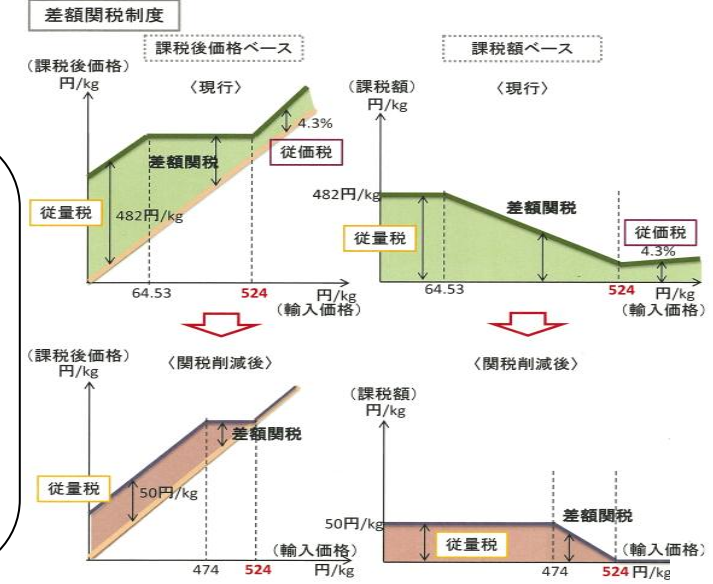 差額関税制度
課税後価格ベース
課税額ベース
(課税後価格)
円/kg
〈現行〉
4.3%
従価税
差額関税
従量税
482円/kg
64.53
524
円/kg
(輸入価格)
(課税額)
円/kg
〈現行〉
482円/kg
差額関税
従量税
従価税
4.3%
64.53
524
円/kg
(輸入価格)
(課税後価格)
円/kg
〈関税削減後〉
差額関税
従量税
50円/kg
474
524
(輸入価格)
円/kg
〈関税削減後〉
(課税額)
円/kg
50円/kg
差額関税
従量税
474
524
(輸入価格)
円/kg